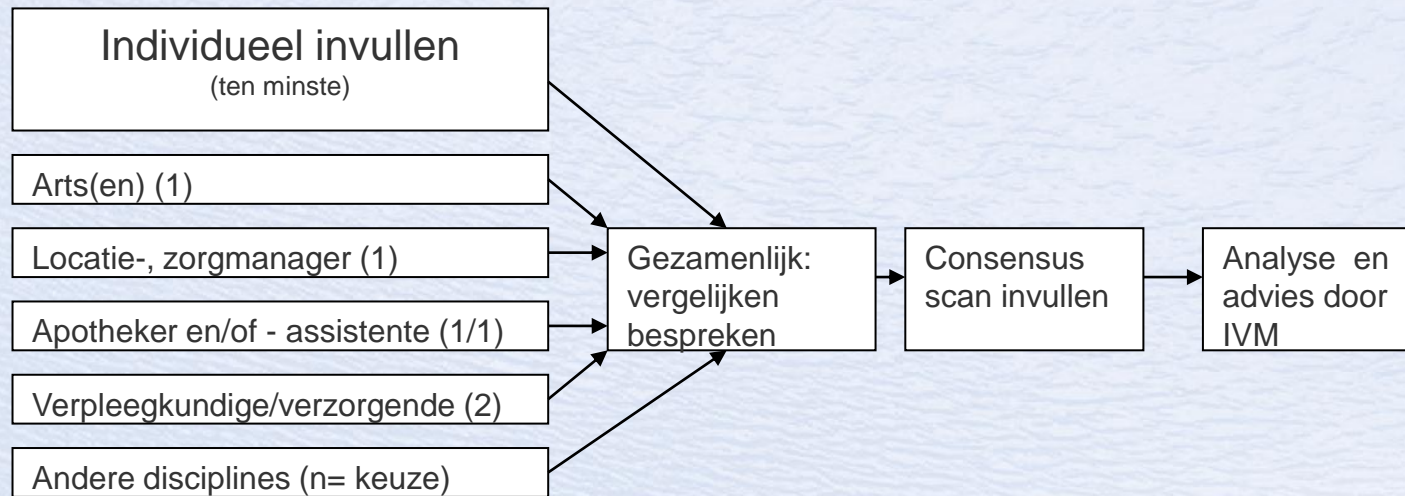 Individueel invullen
(ten minste)
Arts(en) (1)
Locatie-, zorgmanager (1)
Apotheker en/of - assistente (1/1)
Verpleegkundige/verzorgende (2)
Andere disciplines (n= keuze)
Gezamenlijk:
vergelijken
bespreken
Consensus
scan invullen
Analyse en
advies door
IVM